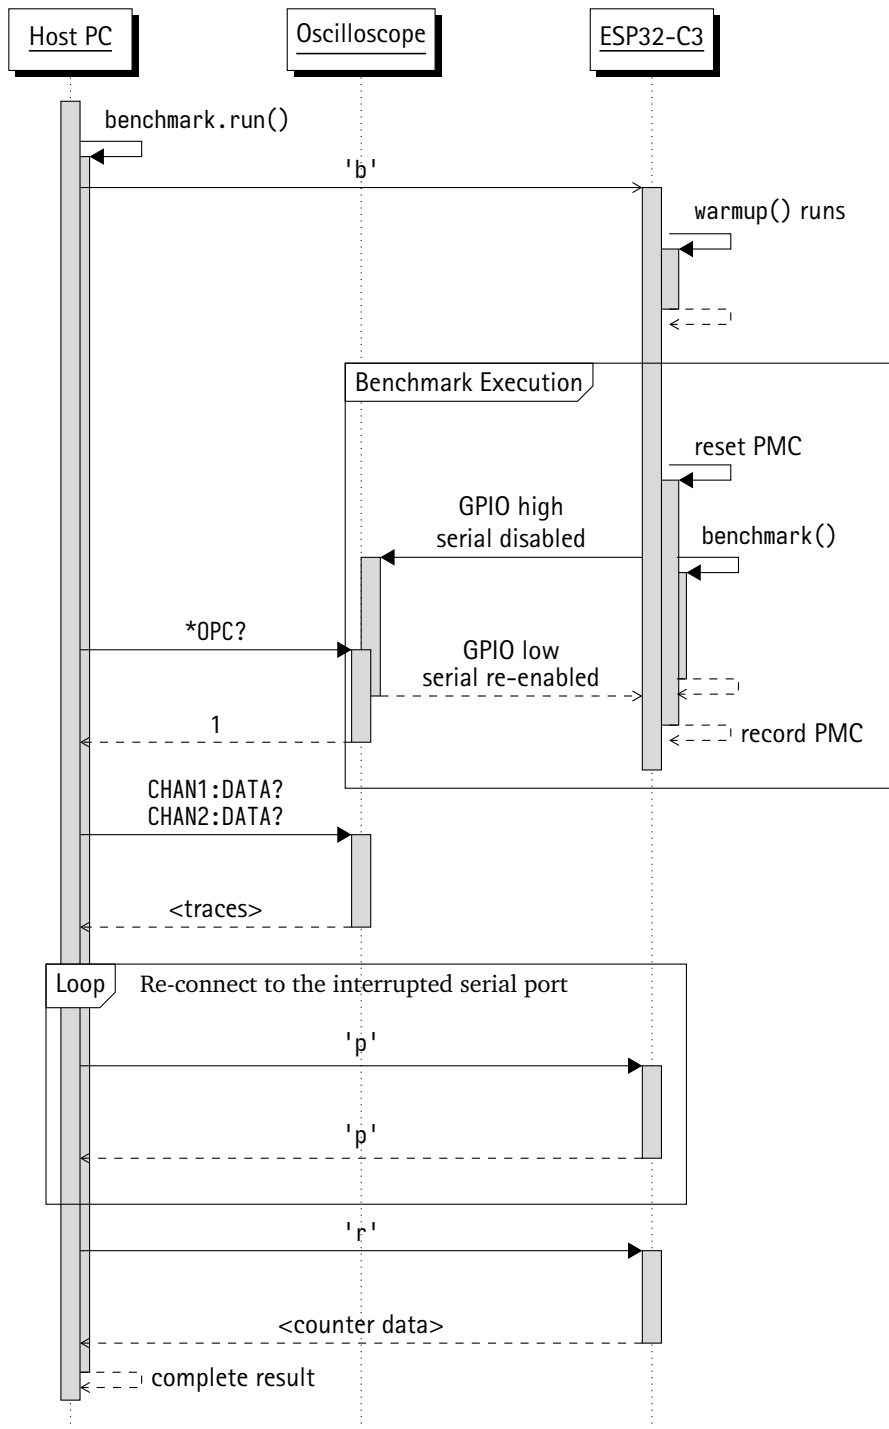 Host PC
Oscilloscope
ESP32-C3
benchmark.run()
'b'
warmup() runs
Benchmark Execution
reset PMC
GPIO high
serial disabled
benchmark()
*OPC?
GPIO low
serial re-enabled
1
record PMC
CHAN1:DATA?
CHAN2:DATA?
<traces>
Loop
Re-connect to the interrupted serial port
'p'
'p'
'r'
<counter data>
complete result